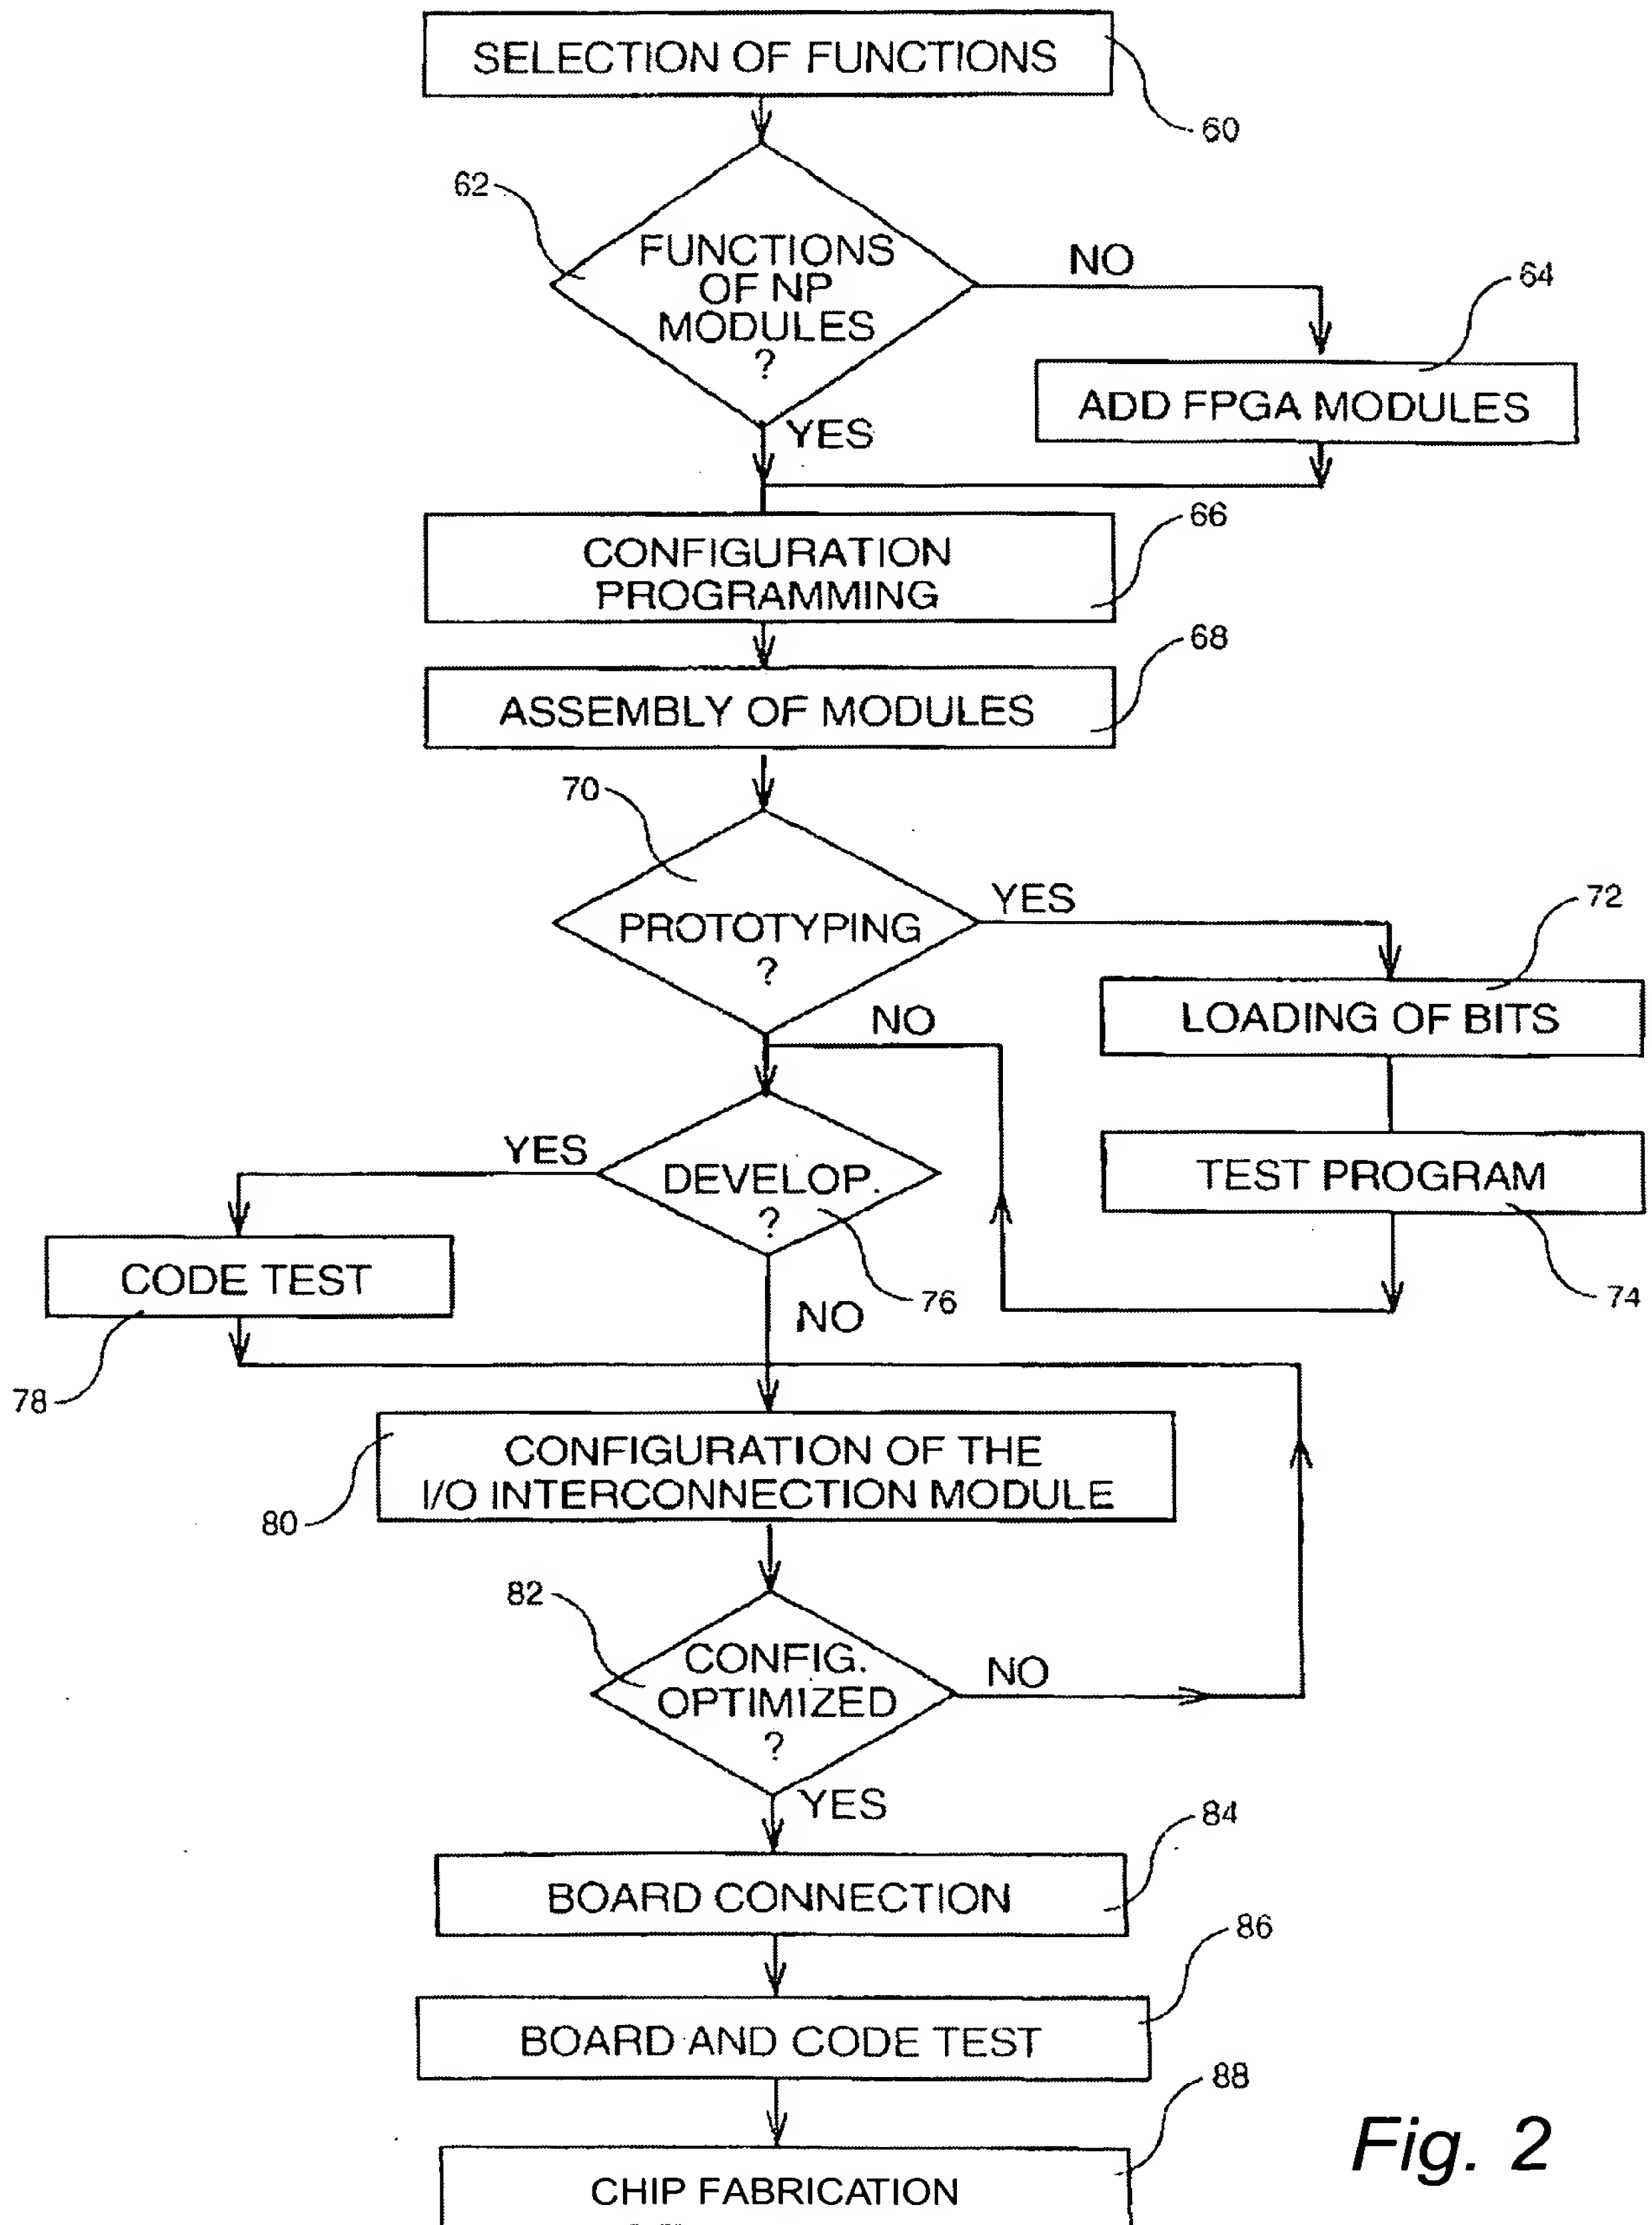 SELECTION OF FUNCTIONS
60
62
FUNCTIONS
OF NP
MODULES
?
NO
64
ADD FPGA MODULES
YES
66
CONFIGURATION
PROGRAMMING
68
ASSEMBLY OF MODULES
70
PROTOTYPING
?
YES
72
LOADING OF BITS
NO
TEST PROGRAM
74
YES
DEVELOP.
?
76
CODE TEST
78
NO
CONFIGURATION OF THE
I/O INTERCONNECTION MODULE
80
82
CONFIG.
OPTIMIZED
?
NO
YES
84
BOARD CONNECTION
86
BOARD AND CODE TEST
88
CHIP FABRICATION
Fig. 2